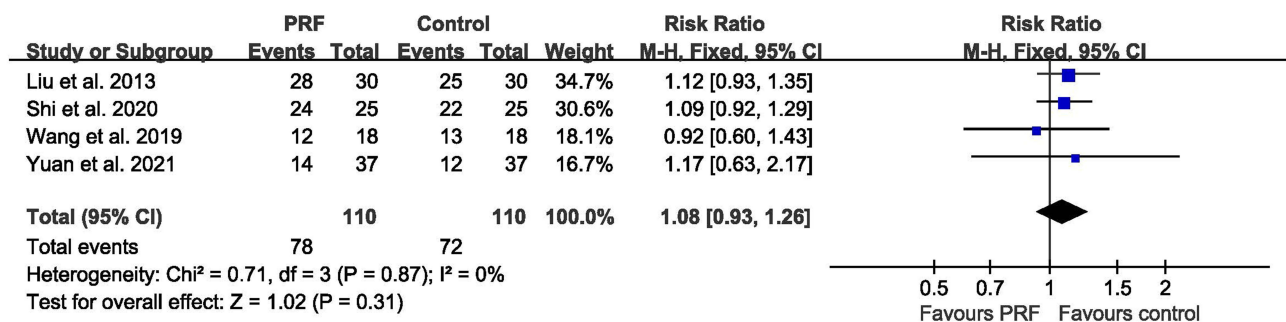 PRF Control Risk Ratio Risk Ratio
Study or Subgroup Events Total Events Total Weight M-H, Fixed, 95% CI M-H, Fixed, 95% CI
Liu et al. 2013 28 30 25 30 34.7% 1.12 [0.93, 1.35]
Shi et al. 2020 24 25 22 25 30.6% 1.09 [0.92, 1.29]
Wang et al. 2019 12 18 13 18 18.1% 0.92 [0.60, 1.43]
Yuan et al. 2021 14 37 12 37 16.7% 1.17 [0.63, 2.17]
Total (95% CI) 110 110 100.0% 1.08 [0.93, 1.26]
Total events 78 72
Heterogeneity: Chi² = 0.71, df = 3 (P = 0.87); I² = 0%
Test for overall effect: Z = 1.02 (P = 0.31)
0.5 0.7 1 1.5 2
Favours PRF Favours control